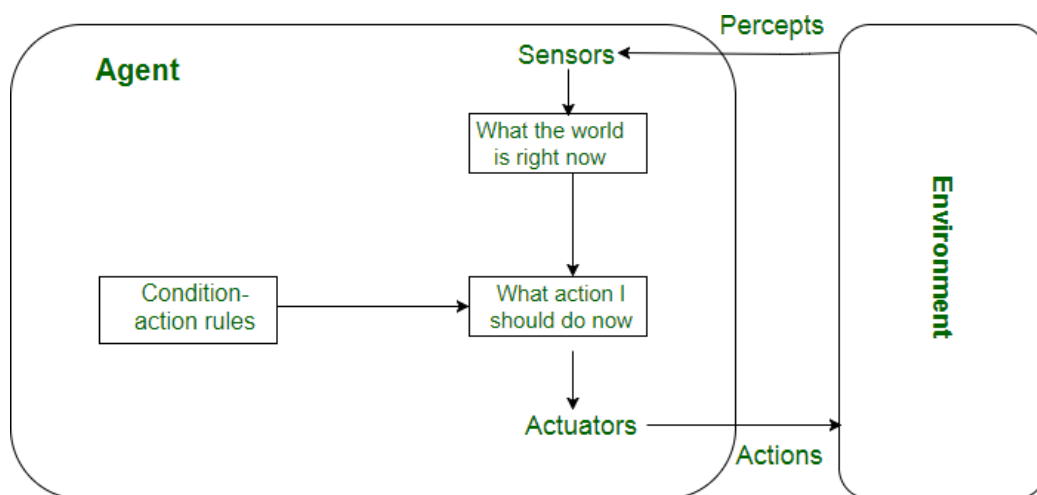 Percepts
Sensors
Agent
What the world
is right now
Environment
Condition-
action rules
What action I
should do now
Actuators
Actions